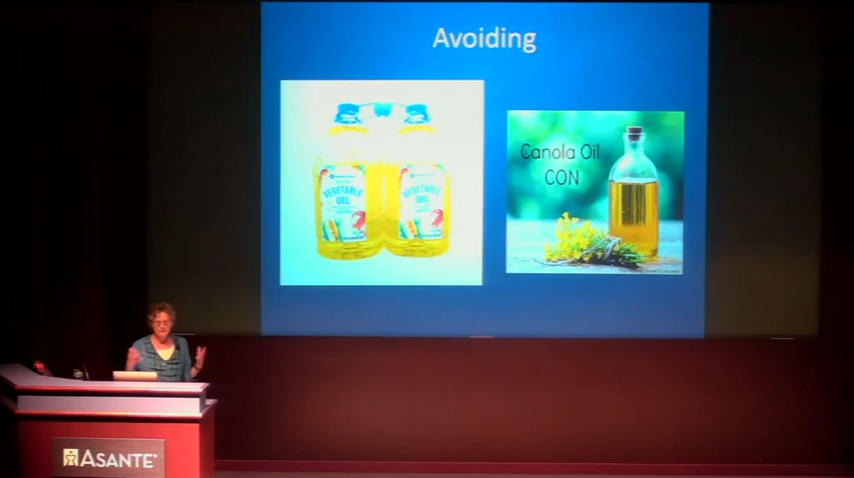 Avoiding
Canola Oil
CON
VEGETABLE
OIL
VEGETABLE
OIL
ASANTE